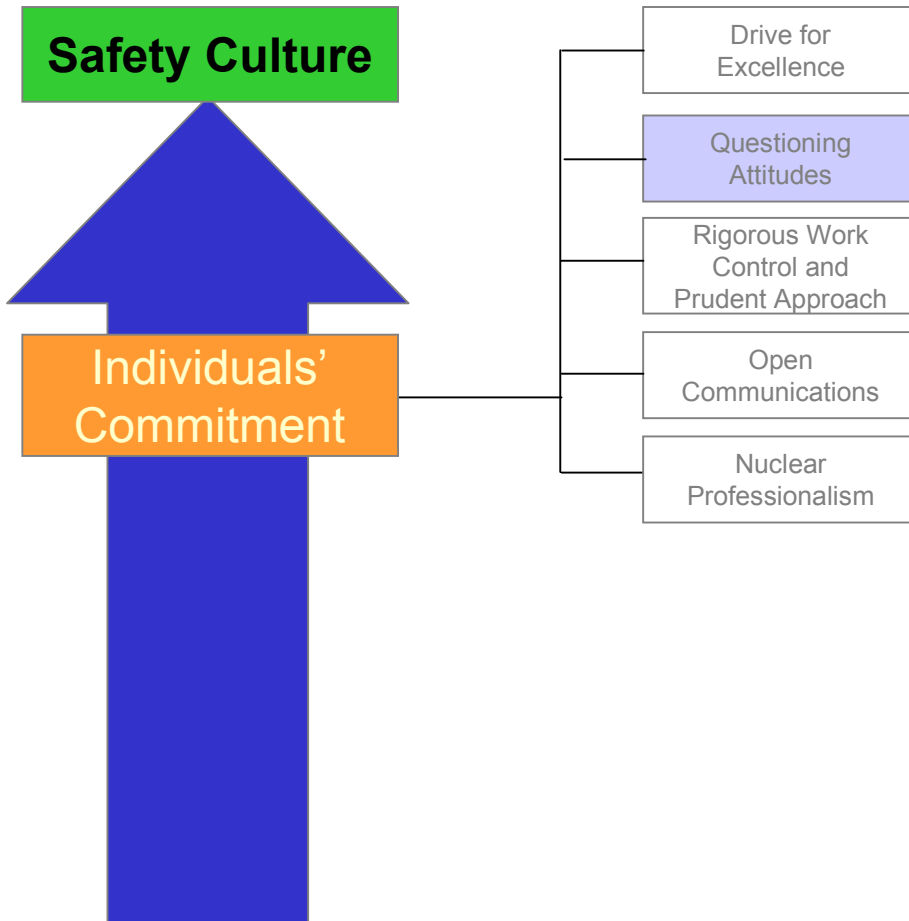 Safety Culture
Drive for
Excellence
Questioning
Attitudes
Rigorous Work
Control and
Prudent Approach
Individuals’
Commitment
Open
Communications
Nuclear
Professionalism